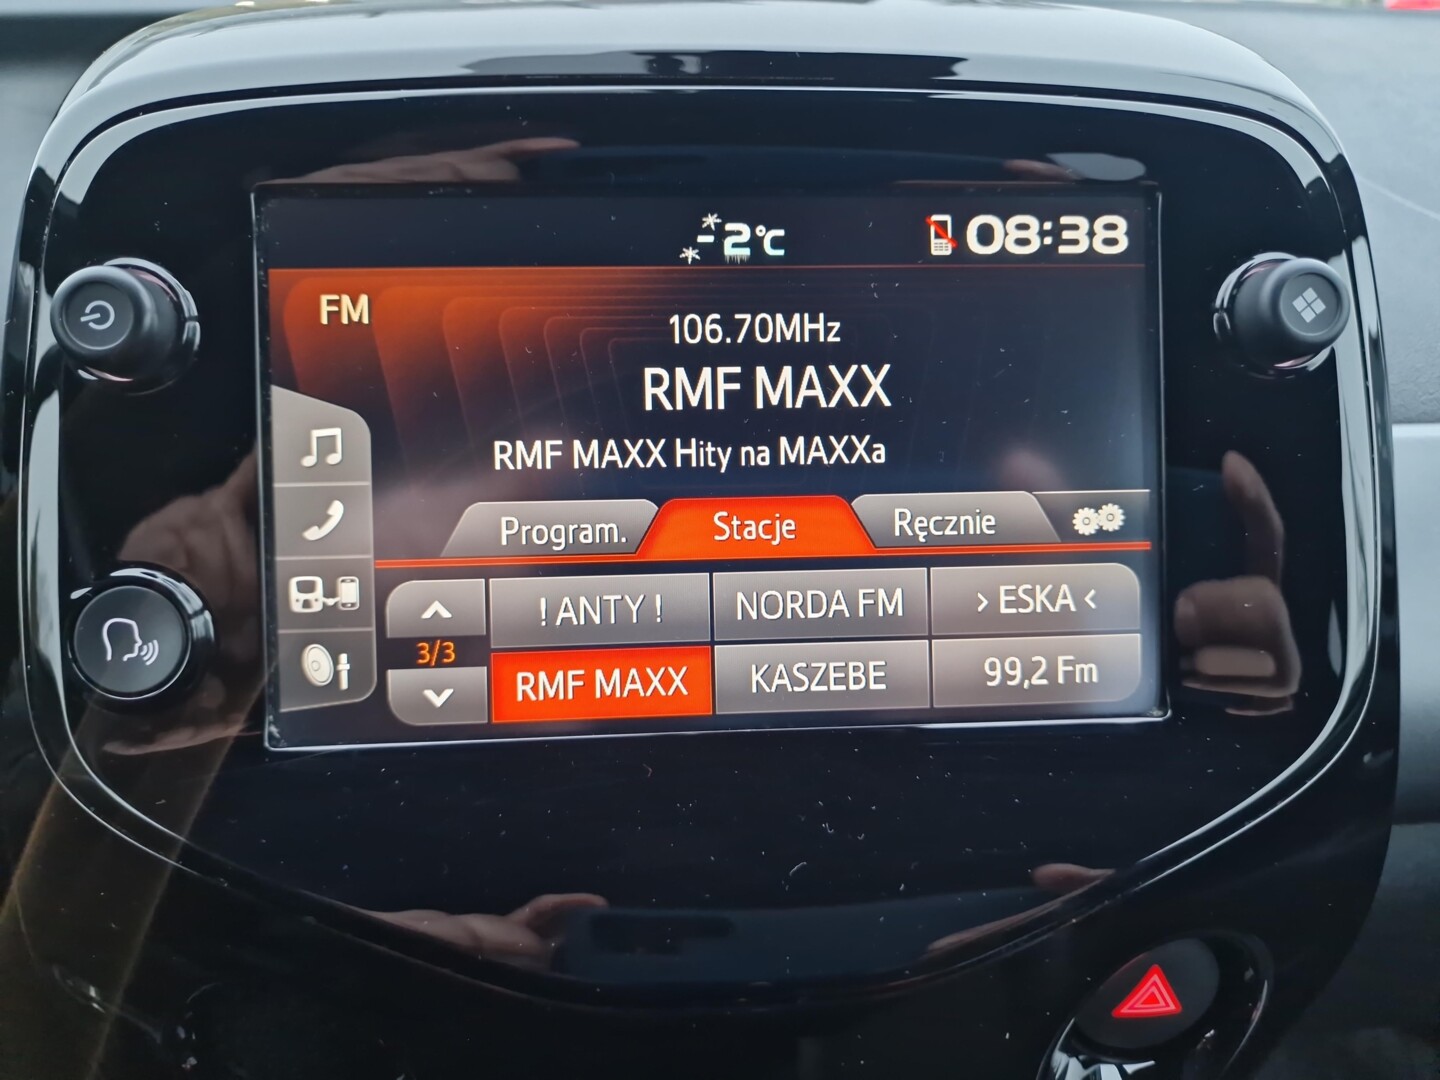 -2°C
08:38
FM
106.70MHz
RMF MAXX
RMF MAXX Hity na MAXXa
Program. Stacje Ręcznie
! ANTY ! NORDA FM > ESKA <
3/3
RMF MAXX KASZEBE 99,2 Fm